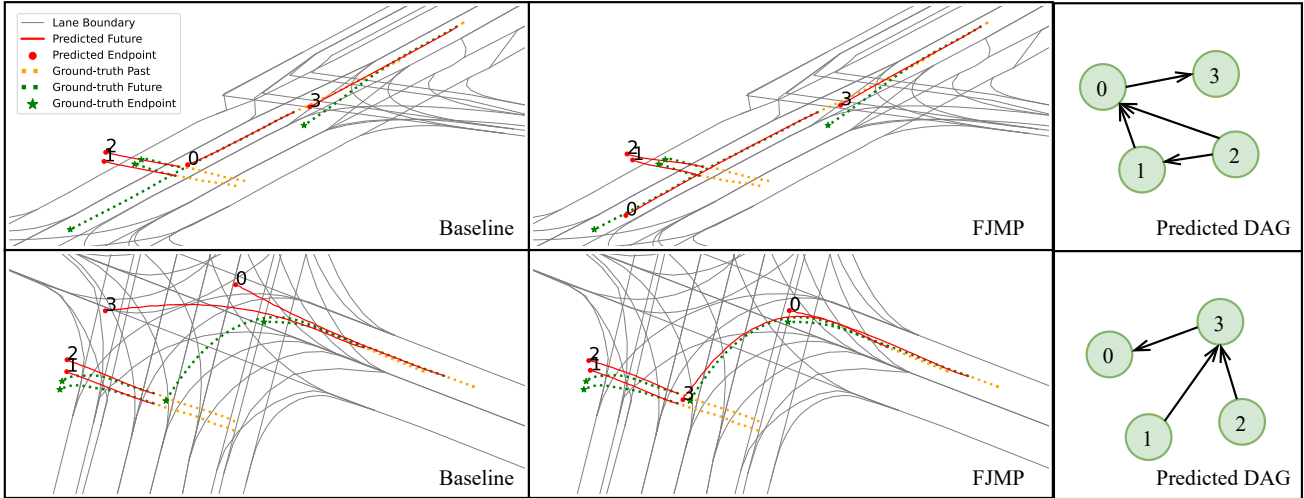 Lane Boundary
Predicted Future
Predicted Endpoint
Ground-truth Past
Ground-truth Future
Ground-truth Endpoint
3
2
1
0
Baseline
3
2
1
0
FJMP
0
3
1
2
Predicted DAG
0
3
2
1
Baseline
0
2
1
3
FJMP
3
0
1
2
Predicted DAG